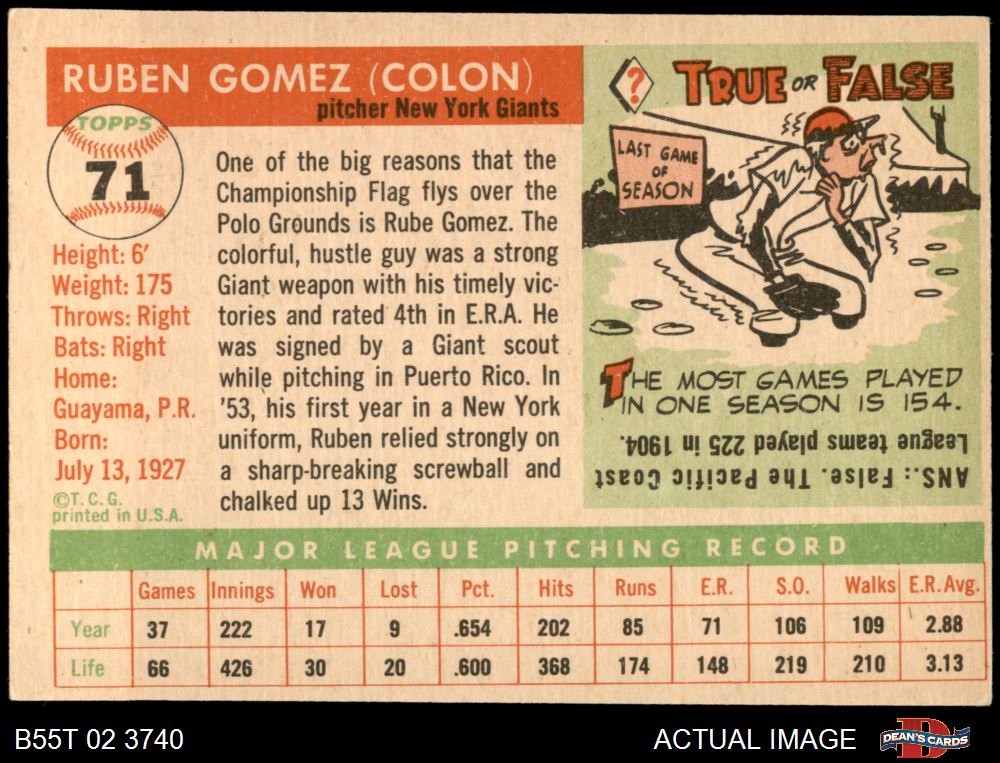 RUBEN GOMEZ (COLON)
pitcher New York Giants
TOPPS
71
Height: 6'
Weight: 175
Throws: Right
Bats: Right
Home:
Guayama, P.R.
Born:
July 13, 1927
©T. C. G.
printed in U.S.A.
One of the big reasons that the
Championship Flag flys over the
Polo Grounds is Rube Gomez. The
colorful, hustle guy was a strong
Giant weapon with his timely vic-
tories and rated 4th in E.R.A. He
was signed by a Giant scout
while pitching in Puerto Rico. In
'53, his first year in a New York
uniform, Ruben relied strongly on
a sharp-breaking screwball and
chalked up 13 Wins.
? TRUE OR FALSE
LAST GAME
OF
SEASON
THE MOST GAMES PLAYED
IN ONE SEASON IS 154.
ANS.: False. The Pacific Coast
League teams played 225 in 1904.
MAJOR LEAGUE PITCHING RECORD
Games Innings Won Lost Pct. Hits Runs E.R. S.O. Walks E.R. Avg.
Year 37 222 17 9 .654 202 85 71 106 109 2.88
Life 66 426 30 20 .600 368 174 148 219 210 3.13
B55T 02 3740
ACTUAL IMAGE
D
DEAN'S CARDS